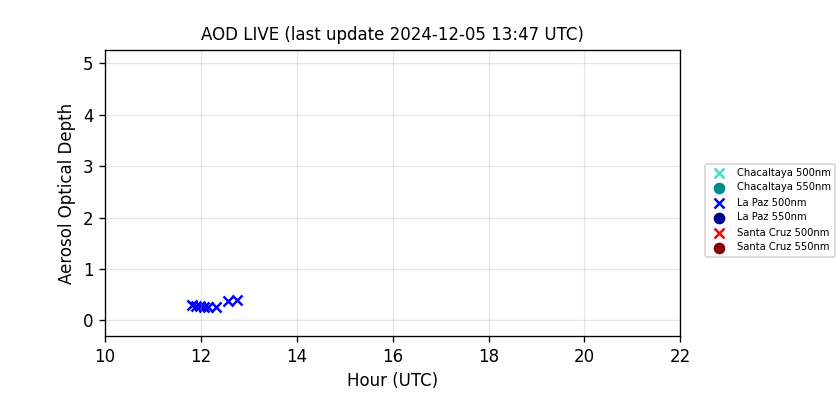 AOD LIVE (last update 2024-12-05 13:47 UTC)
5
4
3
2
1
0
Aerosol Optical Depth
10 12 14 16 18 20 22
Hour (UTC)
Chacaltaya 500nm
Chacaltaya 550nm
La Paz 500nm
La Paz 550nm
Santa Cruz 500nm
Santa Cruz 550nm